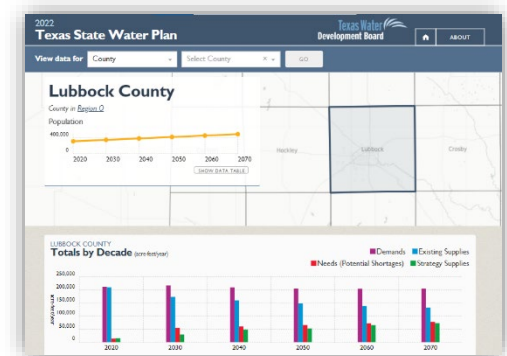 2022
Texas State Water Plan
Texas Water
Development Board
ABOUT
View data for
County
Select County
GO
Lubbock County
County in Region O
Population
400,000
0
2020 2030 2040 2050 2060 2070
SHOW DATA TABLE
Hockley
Lubbock
Crosby
LUBBOCK COUNTY
Totals by Decade (acre-feet/year)
Demands Existing Supplies
Needs (Potential Shortages) Strategy Supplies
250,000
200,000
150,000
100,000
50,000
0
2020 2030 2040 2050 2060 2070